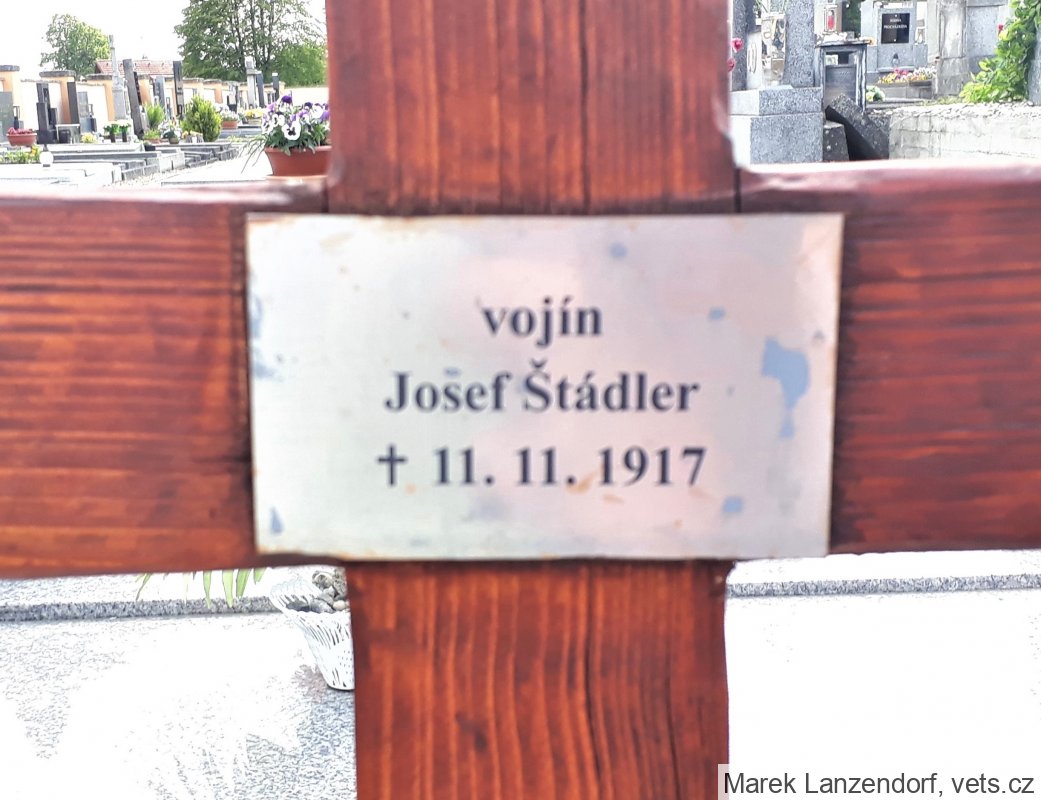 vojín
Josef Štádler
† 11. 11. 1917
Marek Lanzendorf, vets.cz